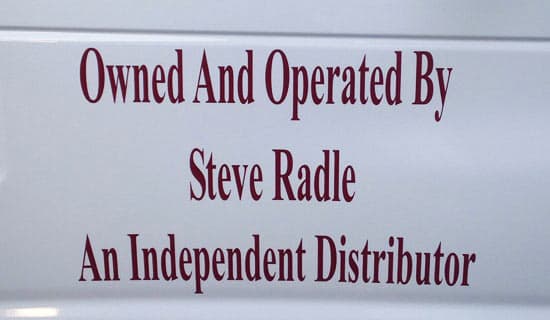 Owned And Operated By
Steve Radle
An Independent Distributor